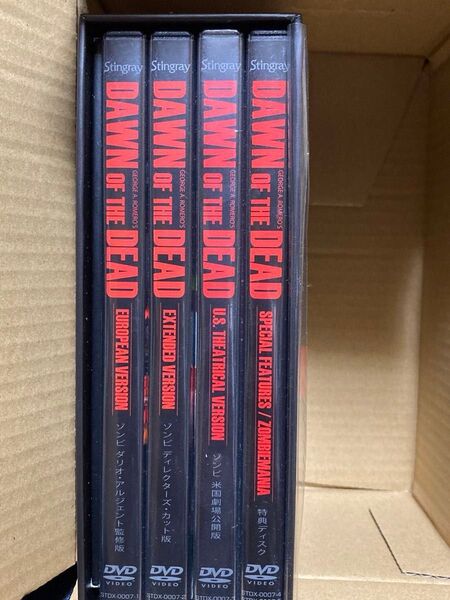 Stingray
GEORGE A. ROMERO'S
DAWN OF THE DEAD
EUROPEAN VERSION
ゾンビ ダリオ・アルジェント監修版
DVD
VIDEO
STDX-0007-1
Stingray
GEORGE A. ROMERO'S
DAWN OF THE DEAD
EXTENDED VERSION
ゾンビ ディレクターズ・カット版
DVD
VIDEO
STDX-0007-2
Stingray
GEORGE A. ROMERO'S
DAWN OF THE DEAD
U.S. THEATRICAL VERSION
ゾンビ 米国劇場公開版
DVD
VIDEO
STDX-0007-3
Stingray
GEORGE A. ROMERO'S
DAWN OF THE DEAD
SPECIAL FEATURES / ZOMBIEMANIA
特典ディスク
DVD
VIDEO
STDX-0007-4